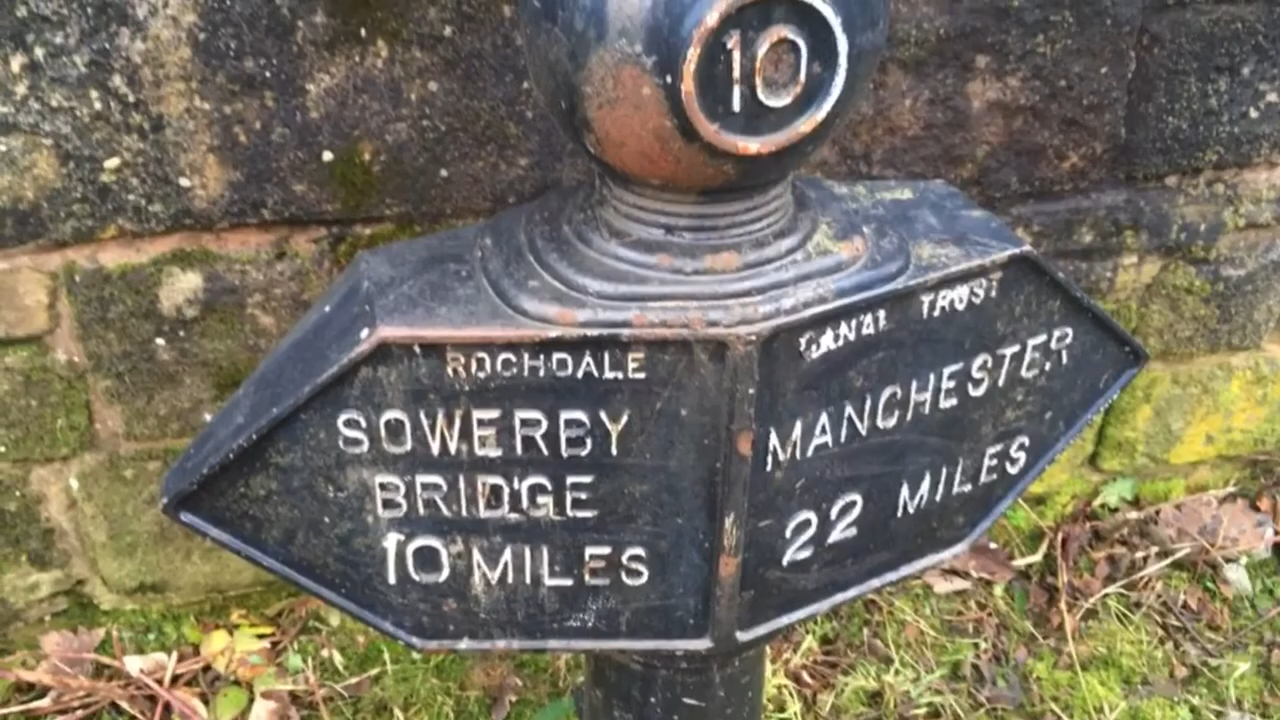 10
ROCHDALE
SOWERBY
BRIDGE
10 MILES
CANAL TRUST
MANCHESTER
22 MILES